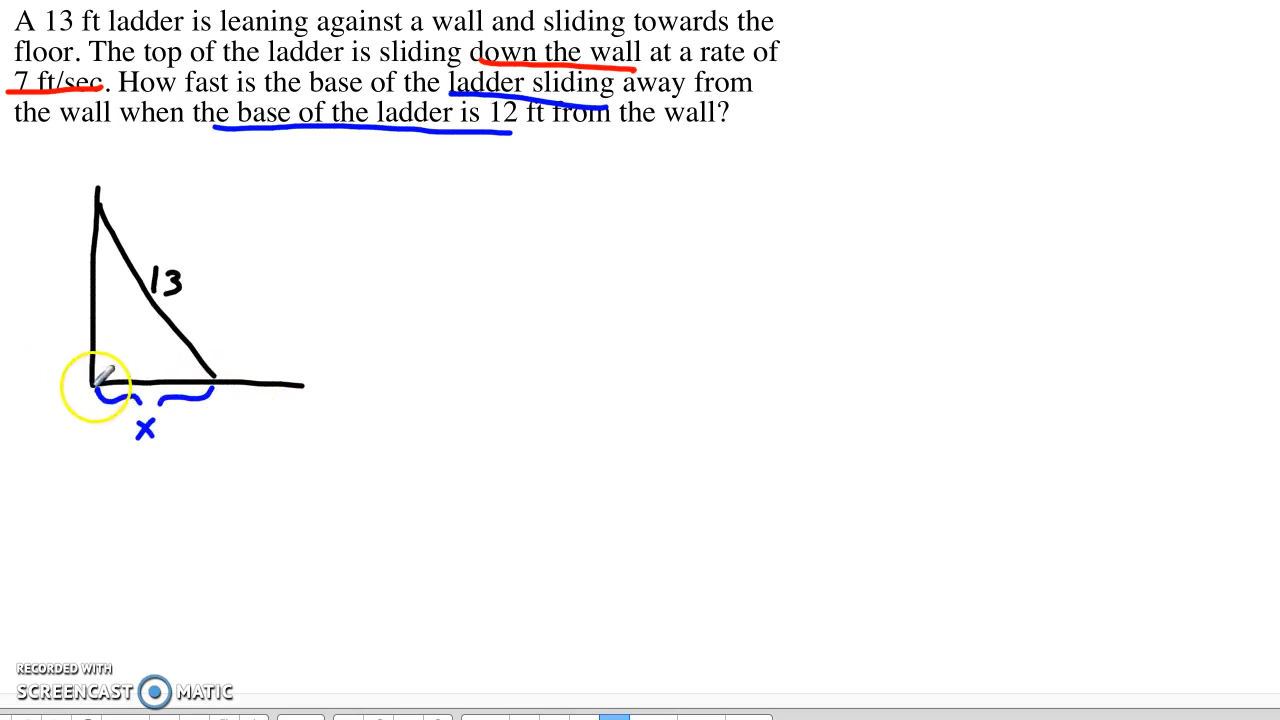 A 13 ft ladder is leaning against a wall and sliding towards the
floor. The top of the ladder is sliding down the wall at a rate of
7 ft/sec. How fast is the base of the ladder sliding away from
the wall when the base of the ladder is 12 ft from the wall?
13
x
RECORDED WITH
SCREENCAST MATIC